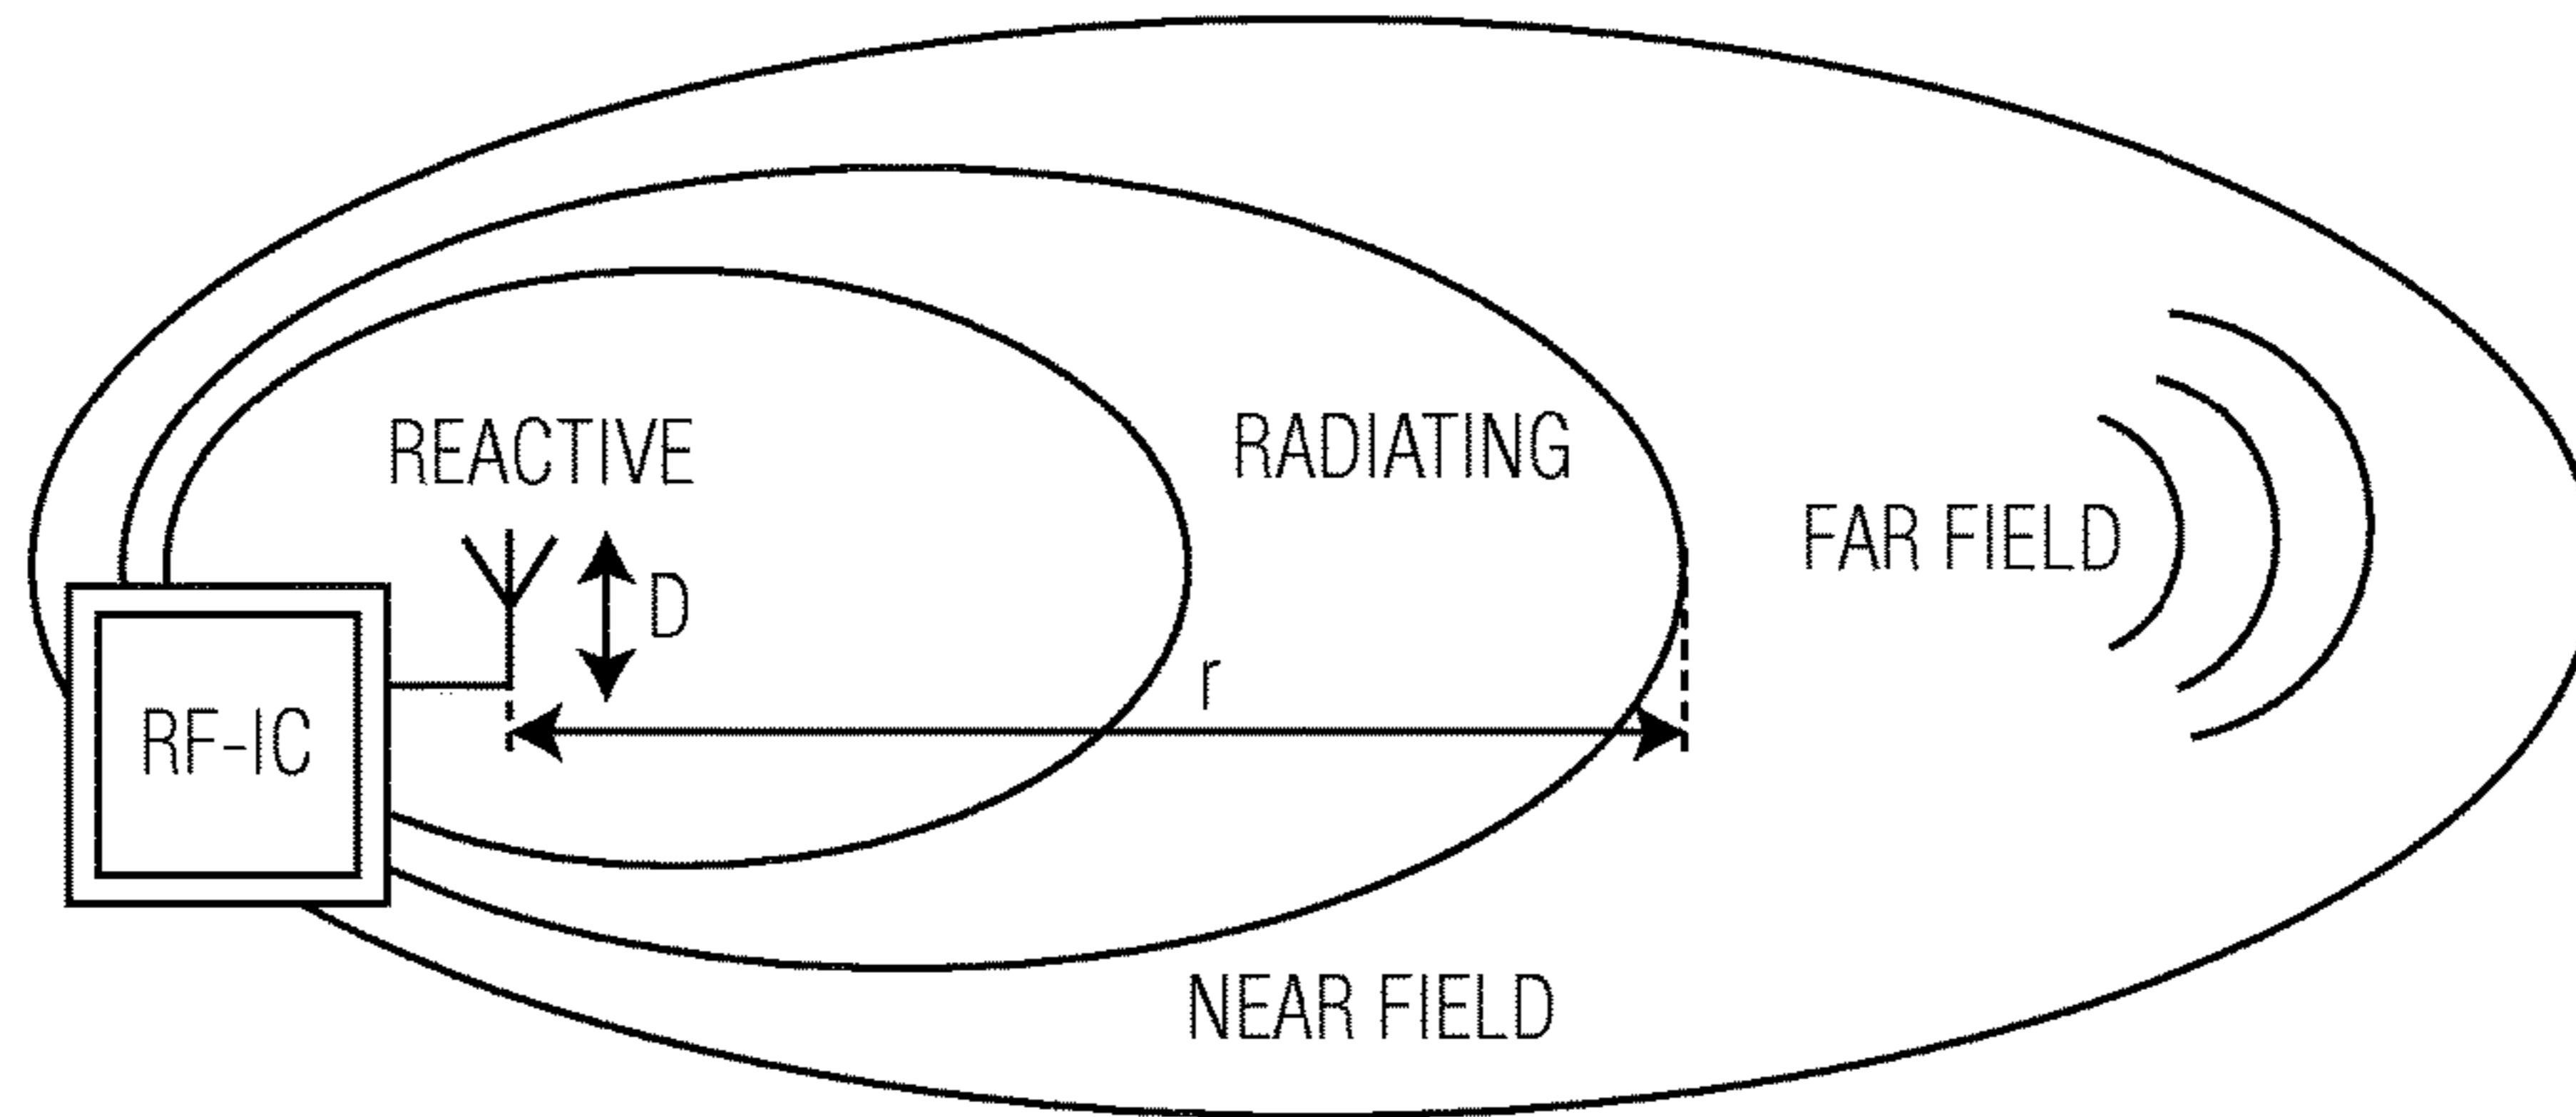 REACTIVE
RADIATING
FAR FIELD
D
r
RF-IC
NEAR FIELD